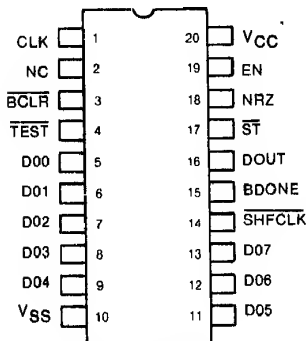 CLK 1 20 VCC
NC 2 19 EN
BCLR 3 18 NRZ
TEST 4 17 ST
D00 5 16 DOUT
D01 6 15 BDONE
D02 7 14 SHFCLK
D03 8 13 D07
D04 9 12 D06
VSS 10 11 D05